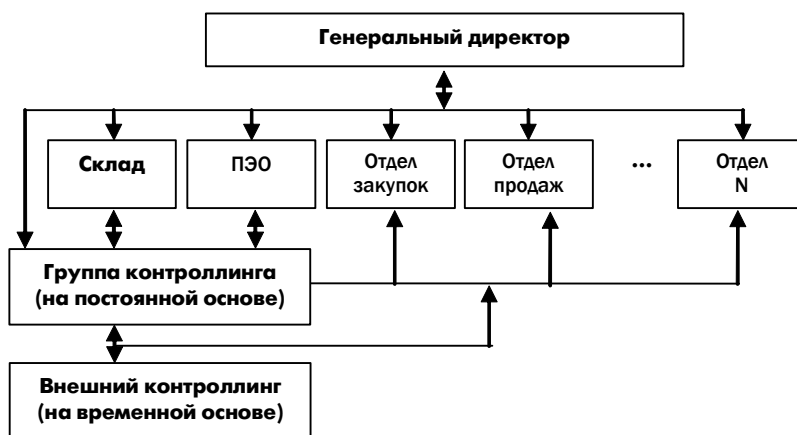 Генеральный директор
Склад
ПЭО
Отдел
закупок
Отдел
продаж
...
Отдел
N
Группа контроллинга
(на постоянной основе)
Внешний контроллинг
(на временной основе)